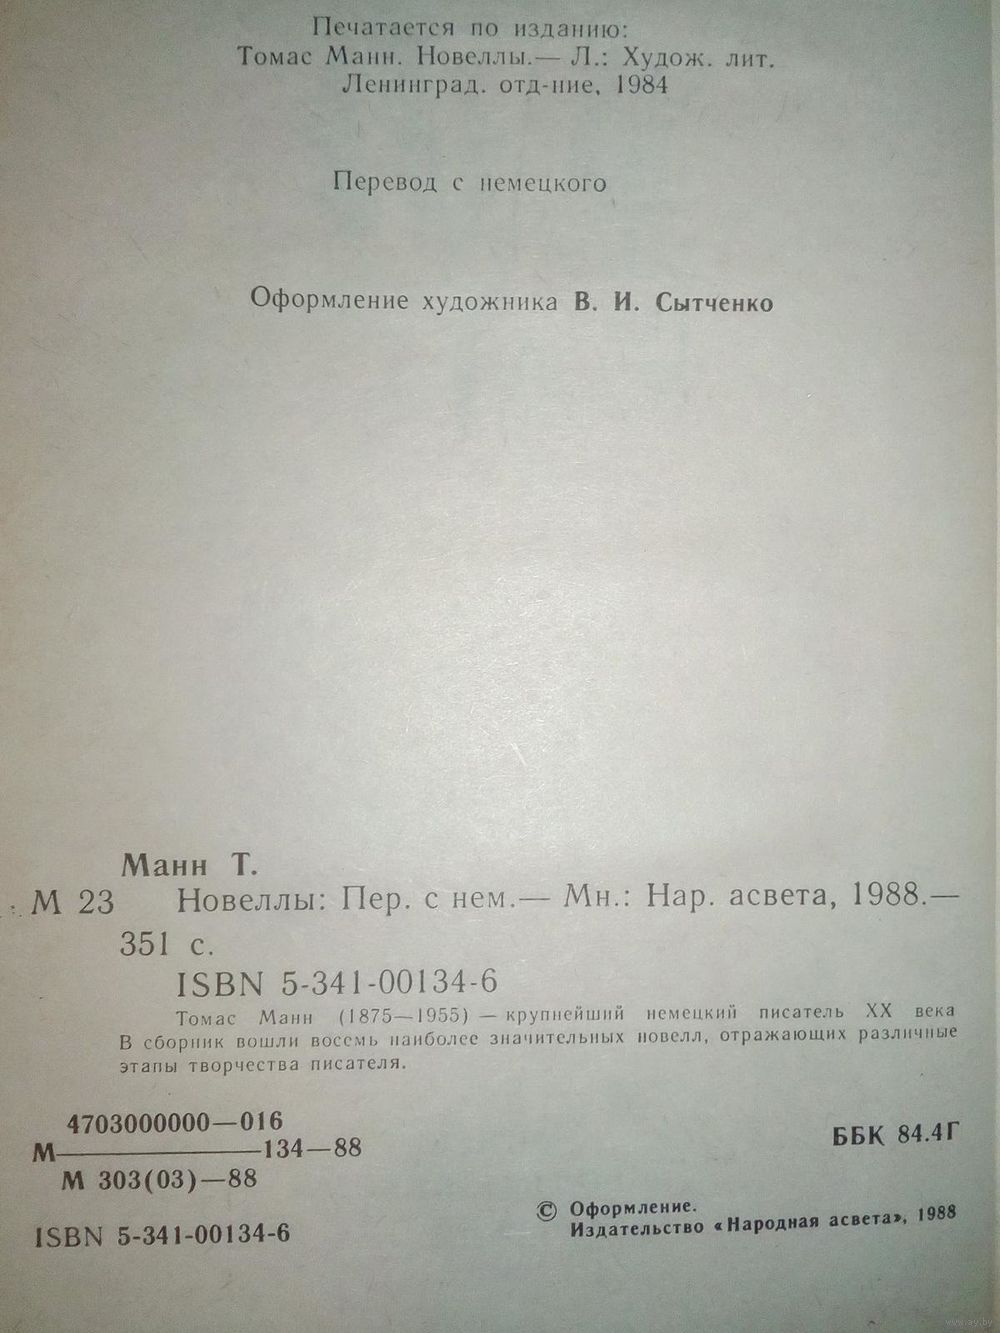 Печатается по изданию:
Томас Манн. Новеллы.— Л.: Худож. лит.
Ленинград. отд-ние, 1984
Перевод с немецкого
Оформление художника В. И. Сытченко
Манн Т.
М 23 Новеллы: Пер. с нем.— Мн.: Нар. асвета, 1988.—
351 с.
ISBN 5-341-00134-6
Томас Манн (1875—1955) — крупнейший немецкий писатель XX века
В сборник вошли восемь наиболее значительных новелл, отражающих различные
этапы творчества писателя.
4703000000—016
М————134—88
М 303(03)—88
ББК 84.4Г
ISBN 5-341-00134-6
© Оформление.
Издательство «Народная асвета», 1988
www.ay.by